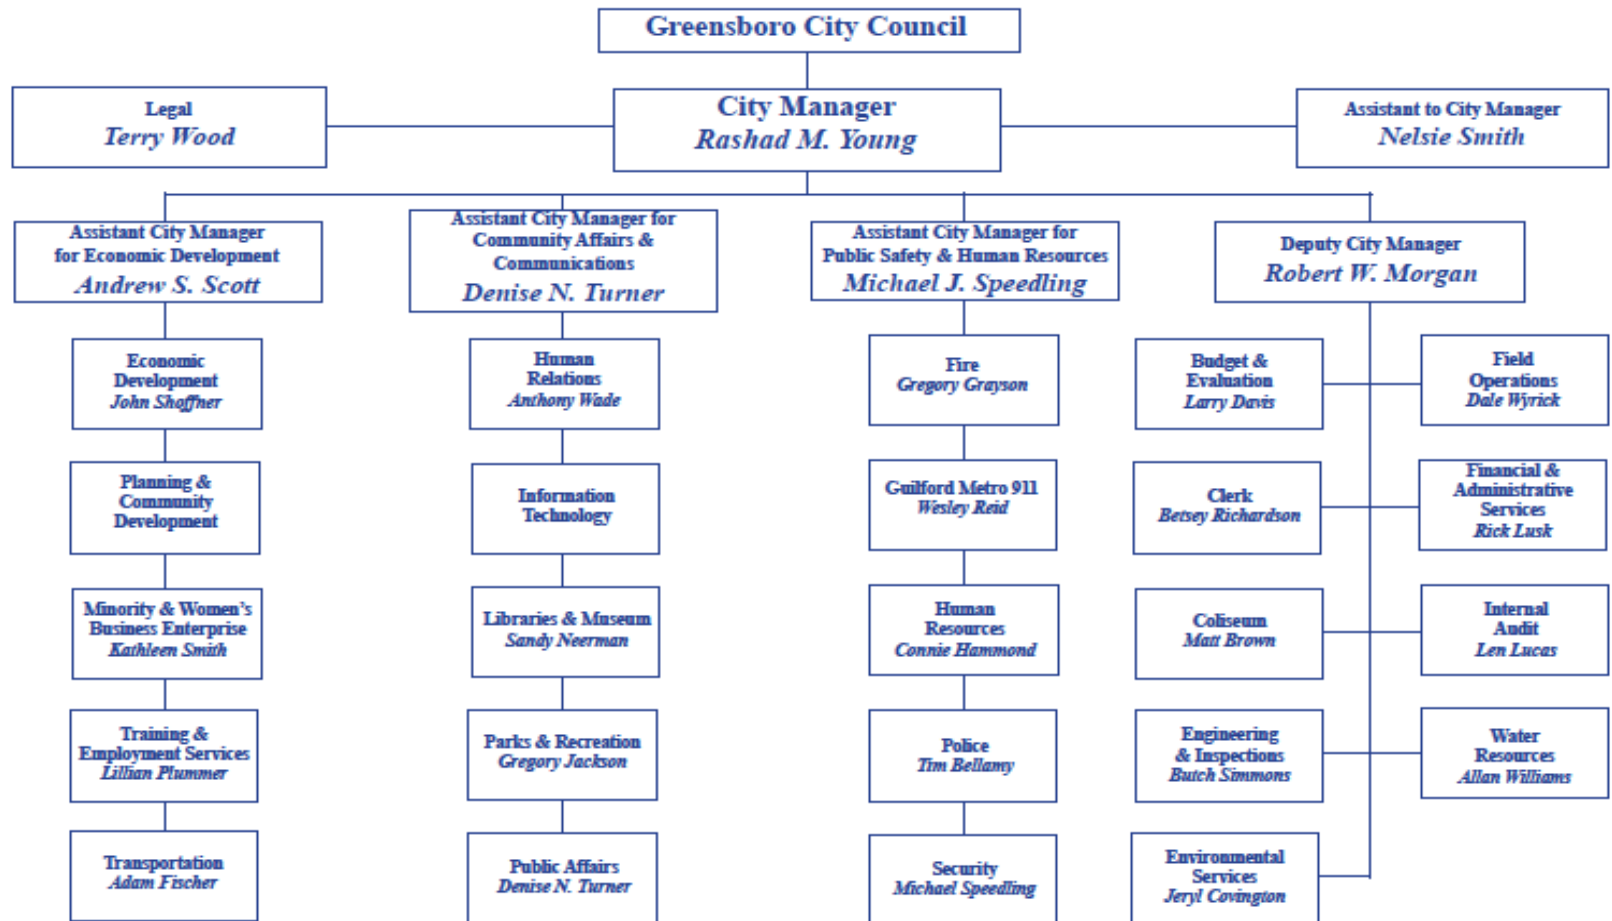 Greensboro City Council
Legal
Terry Wood
City Manager
Rashad M. Young
Assistant to City Manager
Nelsie Smith
Assistant City Manager
for Economic Development
Andrew S. Scott
Assistant City Manager for
Community Affairs &
Communications
Denise N. Turner
Assistant City Manager for
Public Safety & Human Resources
Michael J. Speedling
Deputy City Manager
Robert W. Morgan
Economic
Development
John Shoffner
Human
Relations
Anthony Wade
Fire
Gregory Grayson
Budget &
Evaluation
Larry Davis
Field
Operations
Dale Wyrick
Planning &
Community
Development
Information
Technology
Guilford Metro 911
Wesley Reid
Clerk
Betsey Richardson
Financial &
Administrative
Services
Rick Lusk
Minority & Women's
Business Enterprise
Kathleen Smith
Libraries & Museum
Sandy Neerman
Human
Resources
Connie Hammond
Coliseum
Matt Brown
Internal
Audit
Len Lucas
Training &
Employment Services
Lillian Plummer
Parks & Recreation
Gregory Jackson
Police
Tim Bellamy
Engineering
& Inspections
Butch Simmons
Water
Resources
Allan Williams
Transportation
Adam Fischer
Public Affairs
Denise N. Turner
Security
Michael Speedling
Environmental
Services
Jeryl Covington